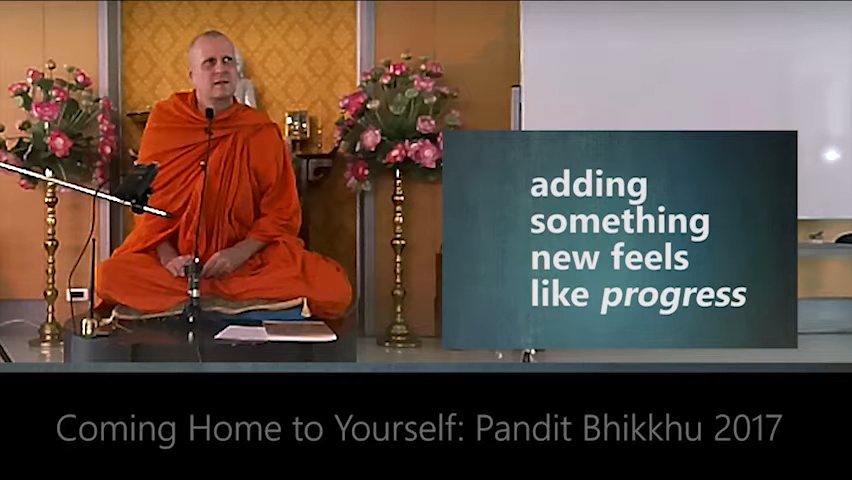 adding
something
new feels
like progress
Coming Home to Yourself: Pandit Bhikkhu 2017